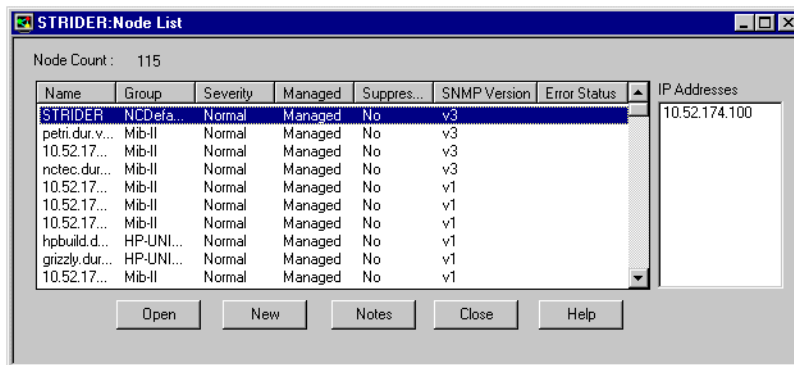 STRIDER:Node List
Node Count : 115
Name Group Severity Managed Suppres... SNMP Version Error Status IP Addresses
STRIDER NCDefa... Normal Managed No v3 10.52.174.100
petri.dur.v... Mib-II Normal Managed No v3
10.52.17... Mib-II Normal Managed No v3
nctec.dur... Mib-II Normal Managed No v3
10.52.17... Mib-II Normal Managed No v1
10.52.17... Mib-II Normal Managed No v1
10.52.17... Mib-II Normal Managed No v1
hpbuild.d... HP-UNI... Normal Managed No v1
grizzly.dur... HP-UNI... Normal Managed No v1
10.52.17... Mib-II Normal Managed No v1
Open New Notes Close Help